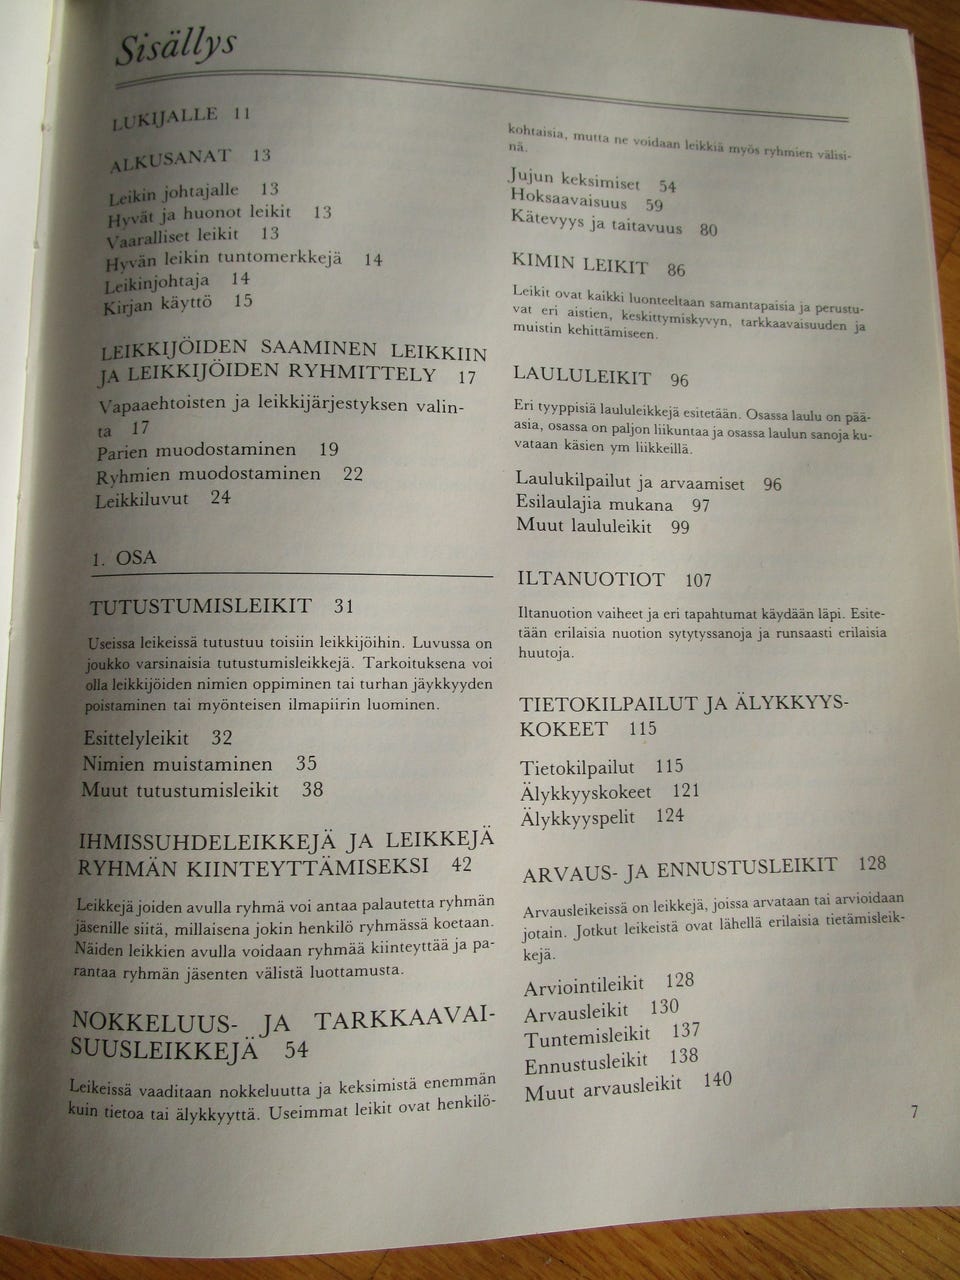 Sisällys
LUKIJALLE 11
ALKUSANAT 13
Leikin johtajalle 13
Hyvät ja huonot leikit 13
Vaaralliset leikit 13
Hyvän leikin tuntomerkkejä 14
Leikinjohtaja 14
Kirjan käyttö 15
LEIKKIJÖIDEN SAAMINEN LEIKKIIN
JA LEIKKIJÖIDEN RYHMITTELY 17
Vapaaehtoisten ja leikkijärjestyksen valin-
ta 17
Parien muodostaminen 19
Ryhmien muodostaminen 22
Leikkiluvut 24
1. OSA
TUTUSTUMISLEIKIT 31
Useissa leikeissä tutustuu toisiin leikkijöihin. Luvussa on
joukko varsinaisia tutustumisleikkejä. Tarkoituksena voi
olla leikkijöiden nimien oppiminen tai turhan jäykkyyden
poistaminen tai myönteisen ilmapiirin luominen.
Esittelyleikit 32
Nimien muistaminen 35
Muut tutustumisleikit 38
IHMISSUHDELEIKKEJÄ JA LEIKKEJÄ
RYHMÄN KIINTEYTTÄMISEKSI 42
Leikkejä joiden avulla ryhmä voi antaa palautetta ryhmän
jäsenille siitä, millaisena jokin henkilö ryhmässä koetaan.
Näiden leikkien avulla voidaan ryhmää kiinteyttää ja pa-
rantaa ryhmän jäsenten välistä luottamusta.
NOKKELUUS- JA TARKKAAVAI-
SUUSLEIKKEJÄ 54
Leikeissä vaaditaan nokkeluutta ja keksimistä enemmän
kuin tietoa tai älykkyyttä. Useimmat leikit ovat henkilö-
kohtaisia, mutta ne voidaan leikkiä myös ryhmien välisi-
nä.
Jujun keksimiset 54
Hoksaavaisuus 59
Kätevyys ja taitavuus 80
KIMIN LEIKIT 86
Leikit ovat kaikki luonteeltaan samantapaisia ja perustu-
vat eri aistien, keskittymiskyvyn, tarkkaavaisuuden ja
muistin kehittämiseen.
LAULULEIKIT 96
Eri tyyppisiä laululeikkejä esitetään. Osassa laulu on pää-
asia, osassa on paljon liikuntaa ja osassa laulun sanoja ku-
vataan käsien ym liikkeillä.
Laulukilpailut ja arvaamiset 96
Esilaulajia mukana 97
Muut laululeikit 99
ILTANUOTIOT 107
Iltanuotion vaiheet ja eri tapahtumat käydään läpi. Esite-
tään erilaisia nuotion sytytyssanoja ja runsaasti erilaisia
huutoja.
TIETOKILPAILUT JA ÄLYKKYYS-
KOKEET 115
Tietokilpailut 115
Älykkyyskokeet 121
Älykkyyspelit 124
ARVAUS- JA ENNUSTUSLEIKIT 128
Arvausleikeissä on leikkejä, joissa arvataan tai arvioidaan
jotain. Jotkut leikeistä ovat lähellä erilaisia tietämisleik-
kejä.
Arviointileikit 128
Arvausleikit 130
Tuntemisleikit 137
Ennustusleikit 138
Muut arvausleikit 140
7